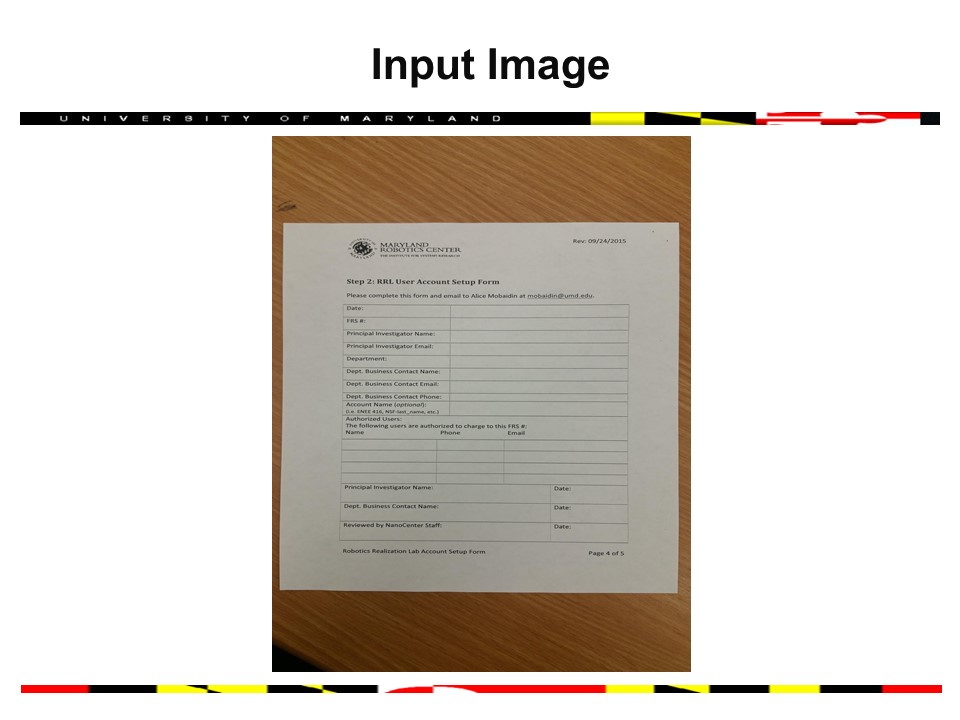 Input Image
UNIVERSITY OF MARYLAND
MARYLAND
ROBOTICS CENTER
THE INSTITUTE FOR SYSTEMS RESEARCH
Rev: 09/24/2015
Step 2: RRL User Account Setup Form
Please complete this form and email to Alice Mobaidin at mobaidin@umd.edu.
Date:
FRS #:
Principal Investigator Name:
Principal Investigator Email:
Department:
Dept. Business Contact Name:
Dept. Business Contact Email:
Dept. Business Contact Phone:
Account Name (optional):
(i.e. ENEE 416, NSF-last_name, etc.)
Authorized Users:
The following users are authorized to charge to this FRS #:
Name Phone Email
Principal Investigator Name: Date:
Dept. Business Contact Name: Date:
Reviewed by NanoCenter Staff: Date:
Robotics Realization Lab Account Setup Form Page 4 of 5